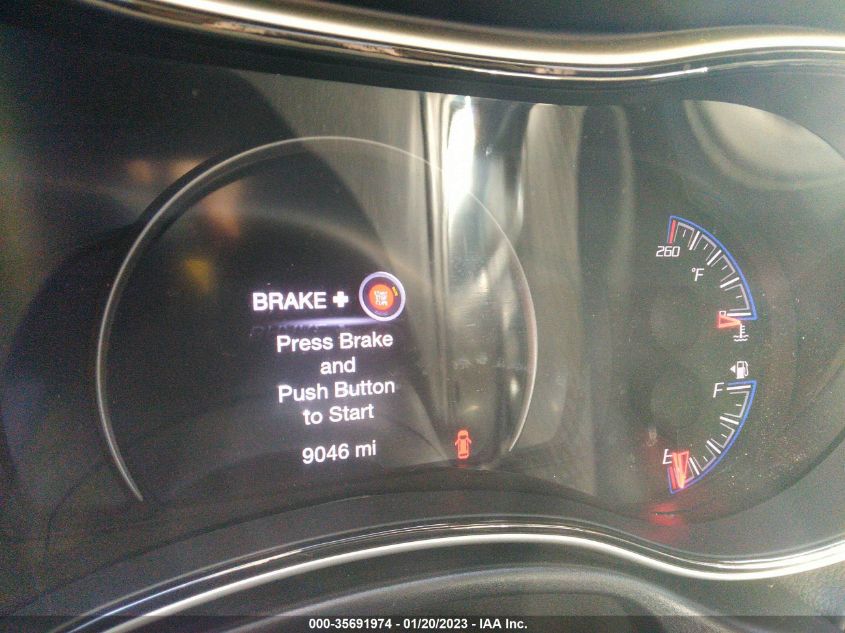 BRAKE +
Press Brake
and
Push Button
to Start
9046 mi
260
°F
F
E
000-35691974 - 01/20/2023 - IAA Inc.